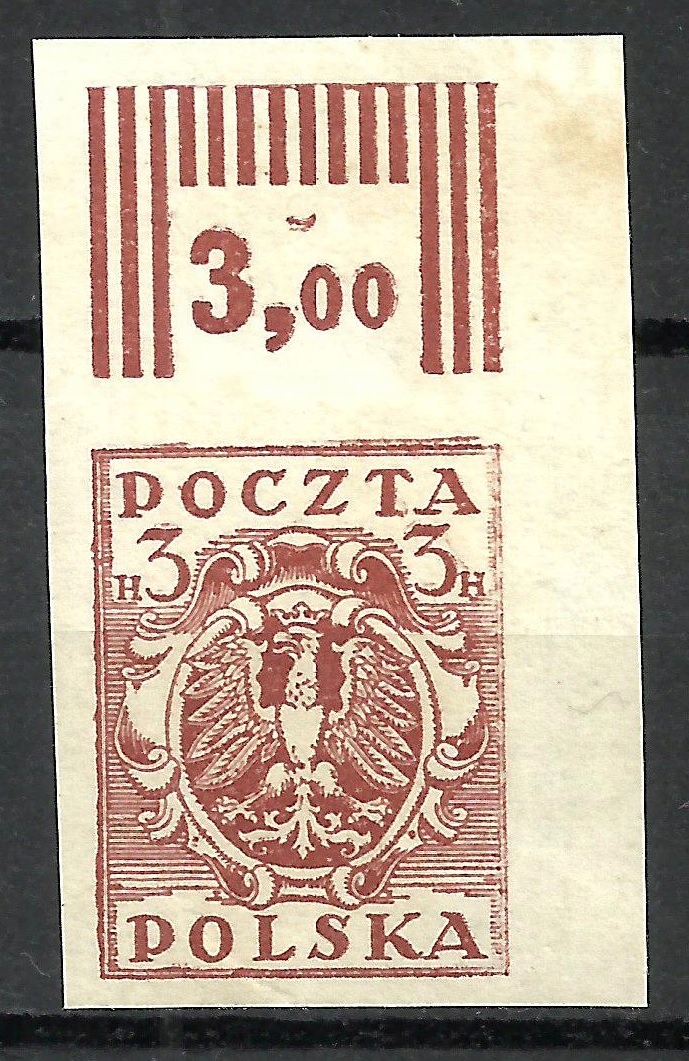 3,00
POCZTA
H 3 3 H
POLSKA